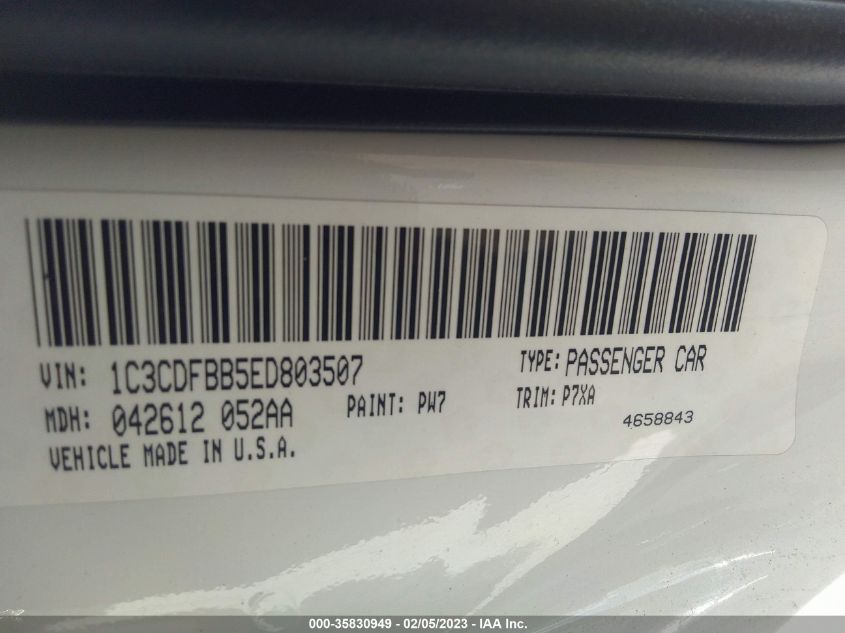 VIN: 1C3CDFBB5ED803507 TYPE: PASSENGER CAR
MDH: 042612 052AA PAINT: PW7 TRIM: P7XA
VEHICLE MADE IN U.S.A. 4658843
000-35830949 - 02/05/2023 - IAA Inc.